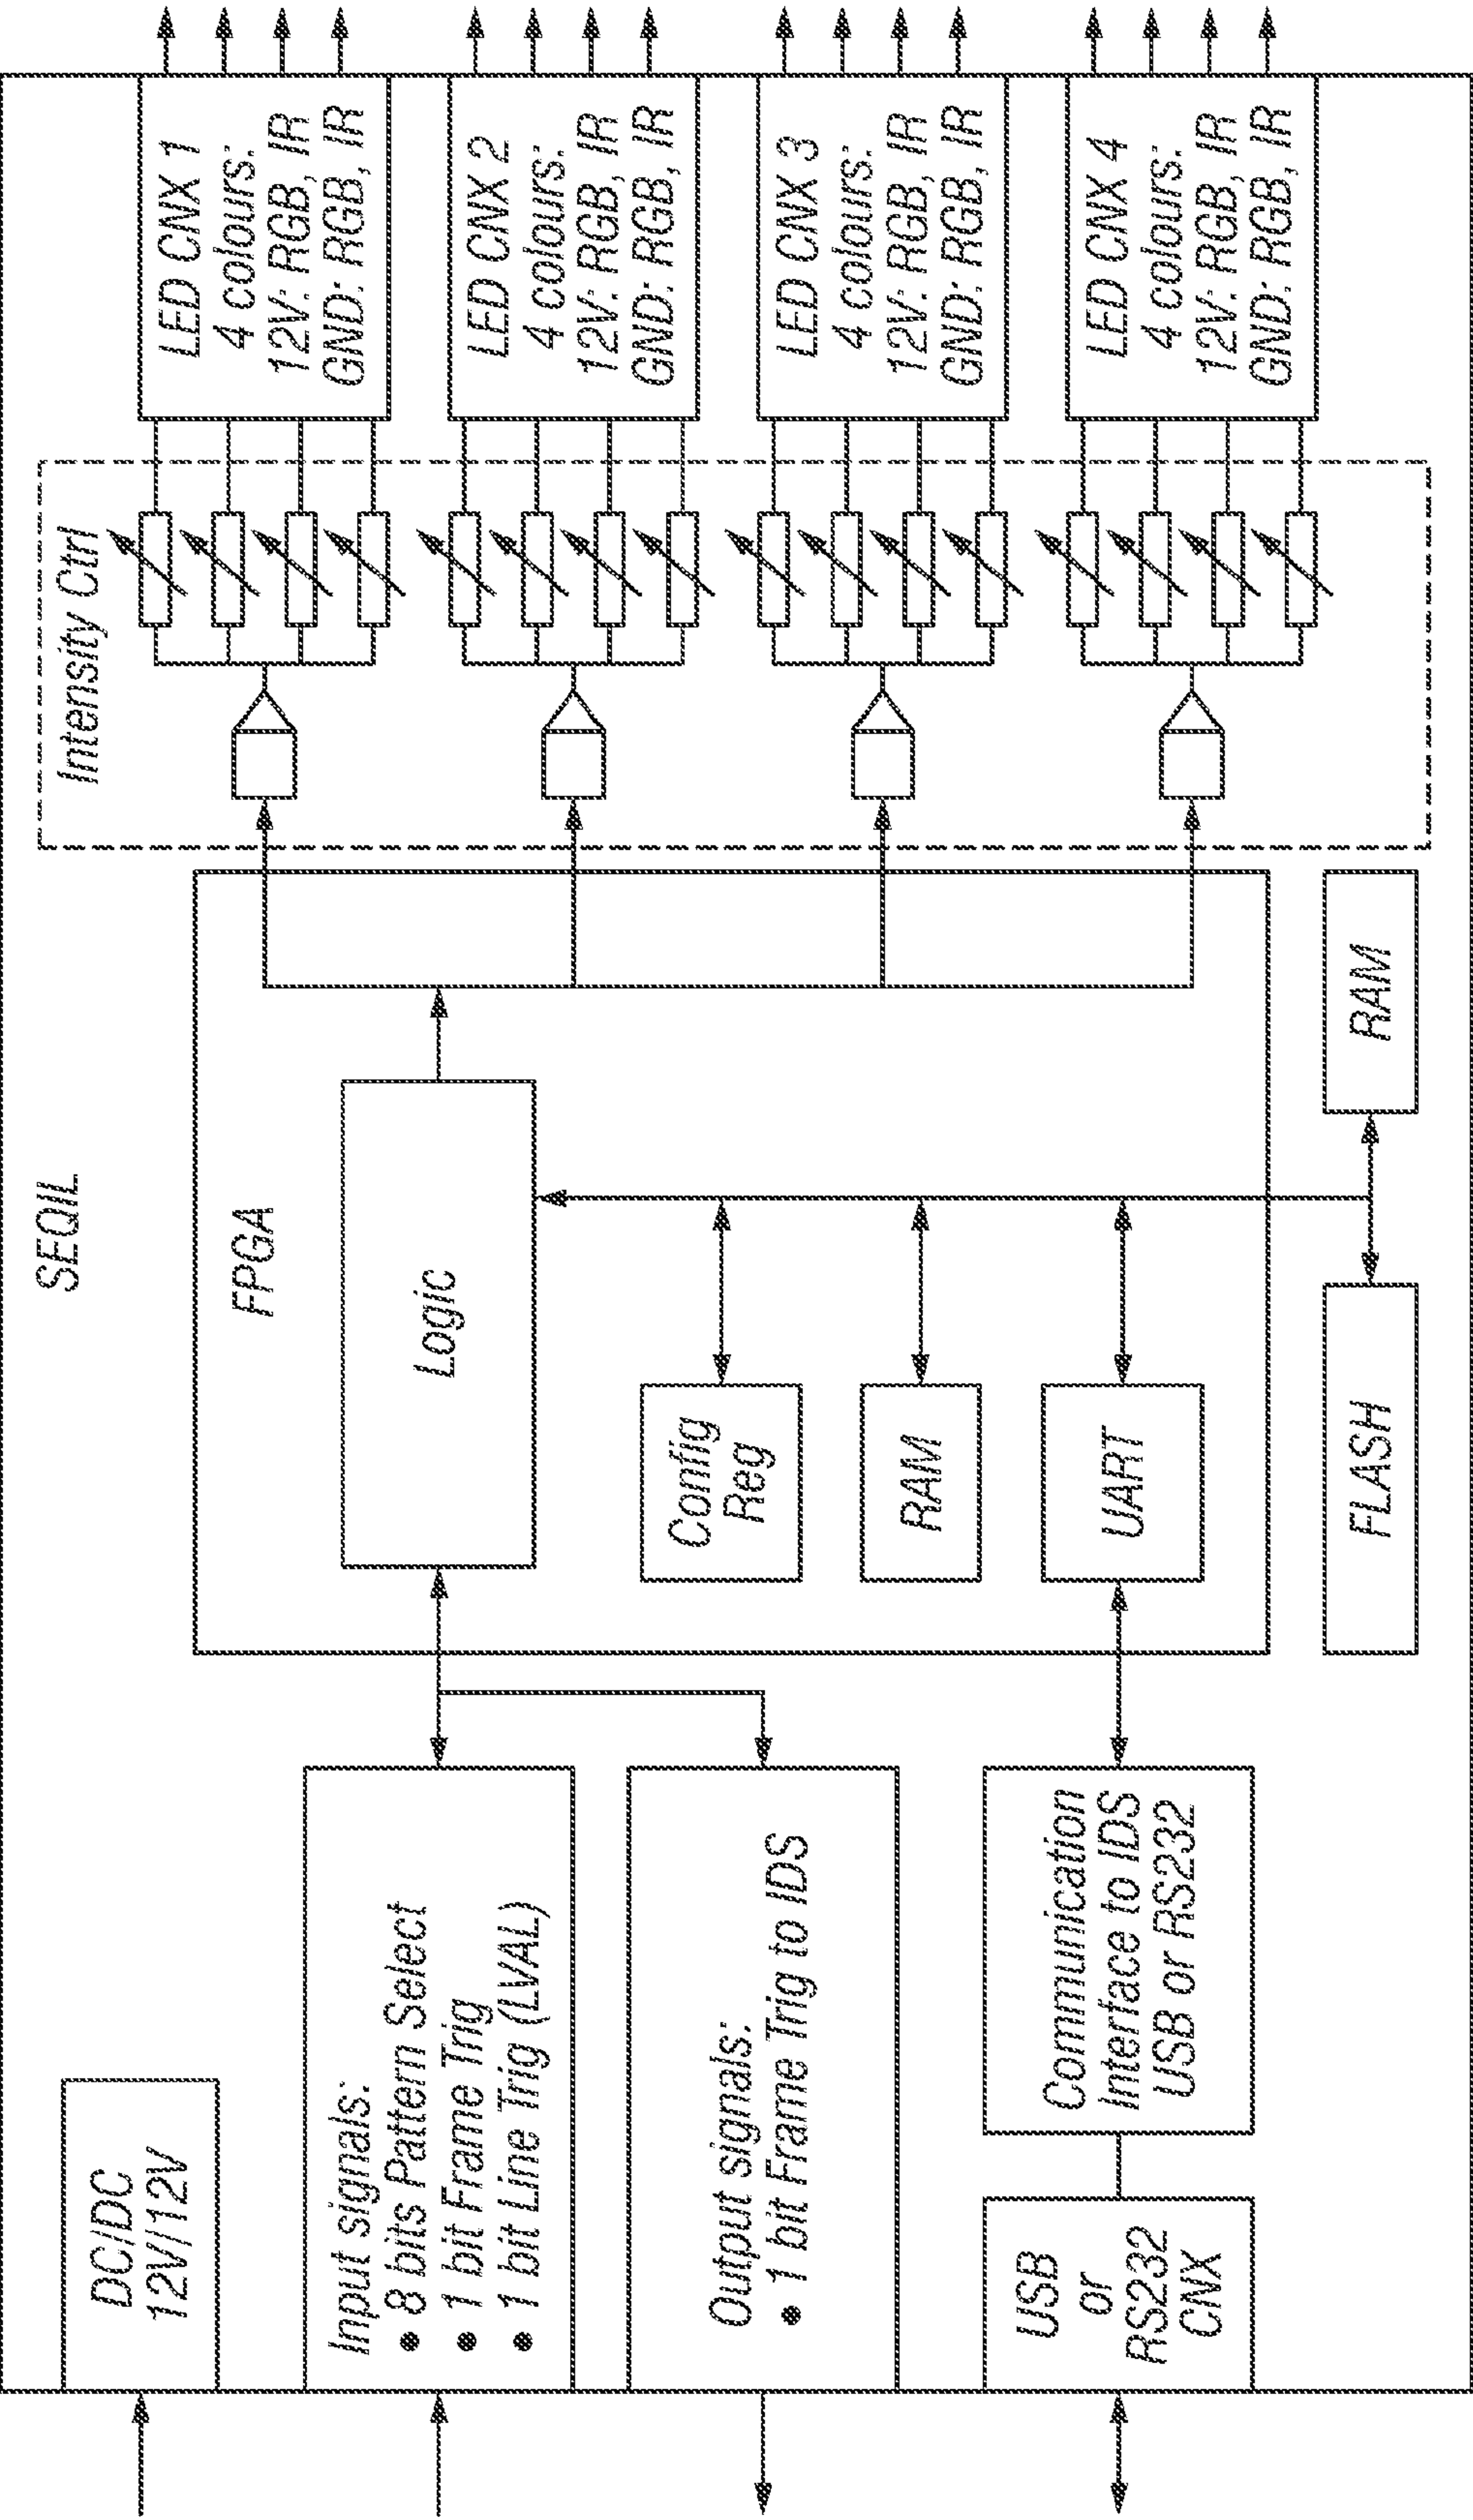 SEQIL
DC/DC
12V/12V
Input signals:
• 8 bits Pattern Select
• 1 bit Frame Trig
• 1 bit Line Trig (LVAL)
Output signals:
• 1 bit Frame Trig to IDS
USB
or
RS232
CNX
Communication
Interface to IDS
USB or RS232
FPGA
Logic
Config
Reg
RAM
UART
FLASH
RAM
Intensity Ctrl
LED CNX 1
4 colours:
12V: RGB, IR
GND: RGB, IR
LED CNX 2
4 colours:
12V: RGB, IR
GND: RGB, IR
LED CNX 3
4 colours:
12V: RGB, IR
GND: RGB, IR
LED CNX 4
4 colours:
12V: RGB, IR
GND: RGB, IR